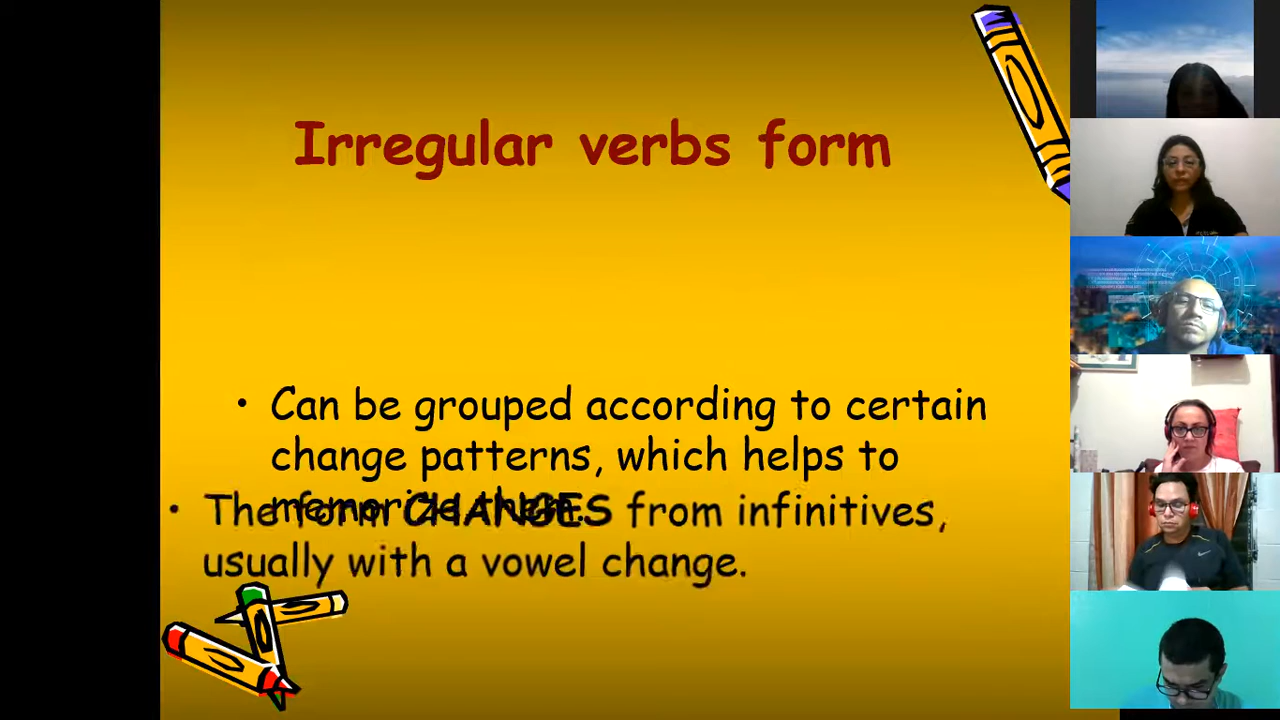 Irregular verbs form
• Can be grouped according to certain
change patterns, which helps to
memorize them.
• The form CHANGES from infinitives,
usually with a vowel change.